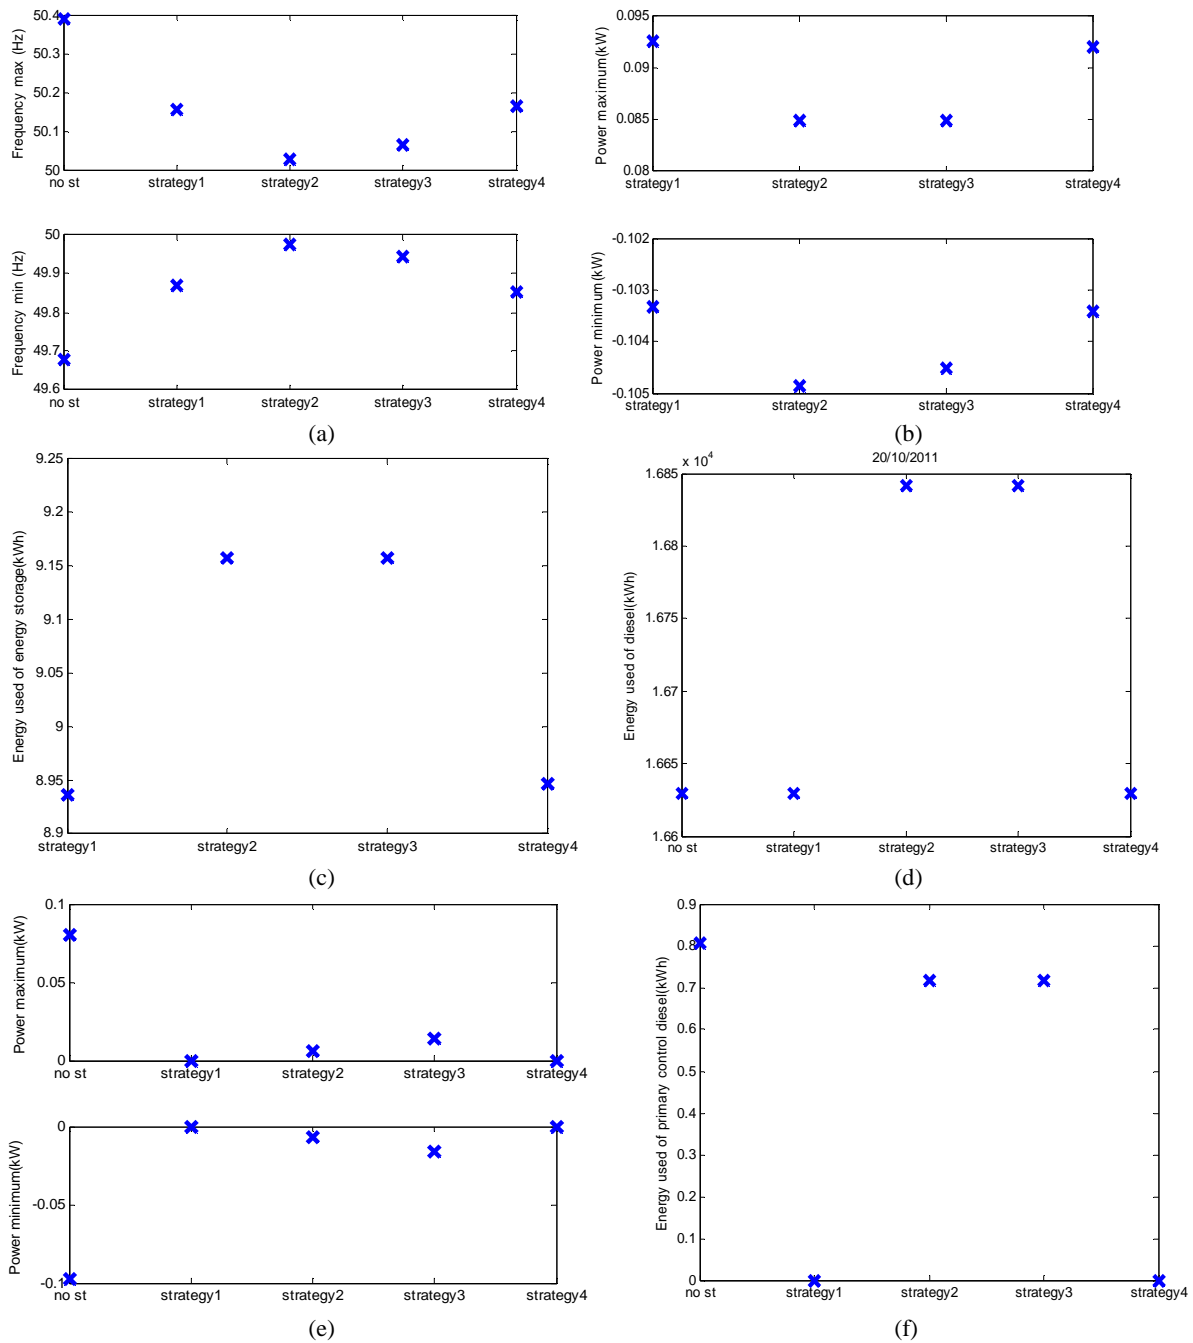 50.4
50.3
50.2
50.1
50
Frequency max (Hz)
no st strategy1 strategy2 strategy3 strategy4
50
49.9
49.8
49.7
49.6
Frequency min (Hz)
no st strategy1 strategy2 strategy3 strategy4
(a)
0.095
0.09
0.085
0.08
Power maximum(kW)
strategy1 strategy2 strategy3 strategy4
-0.102
-0.103
-0.104
-0.105
Power minimum(kW)
strategy1 strategy2 strategy3 strategy4
(b)
9.25
9.2
9.15
9.1
9.05
9
8.95
8.9
Energy used of energy storage(kWh)
strategy1 strategy2 strategy3 strategy4
(c)
x 10^4
20/10/2011
1.685
1.68
1.675
1.67
1.665
1.66
Energy used of diesel(kWh)
no st strategy1 strategy2 strategy3 strategy4
(d)
0.1
0.05
0
Power maximum(kW)
no st strategy1 strategy2 strategy3 strategy4
0
-0.05
-0.1
Power minimum(kW)
no st strategy1 strategy2 strategy3 strategy4
(e)
0.9
0.8
0.7
0.6
0.5
0.4
0.3
0.2
0.1
0
Energy used of primary control diesel(kWh)
no st strategy1 strategy2 strategy3 strategy4
(f)